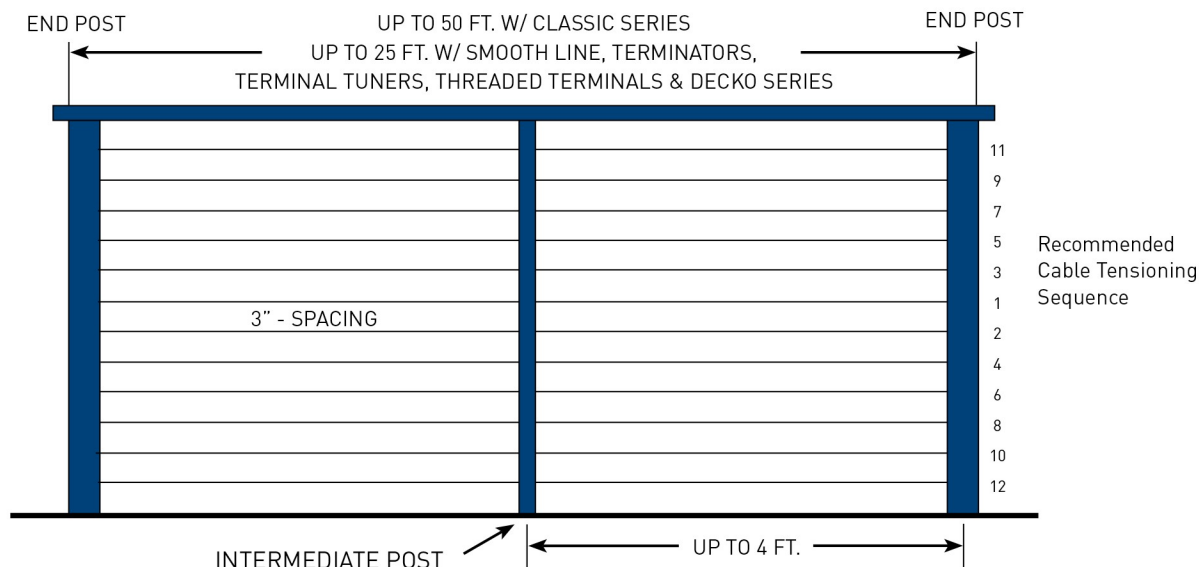 END POST
UP TO 50 FT. W/ CLASSIC SERIES
END POST
UP TO 25 FT. W/ SMOOTH LINE, TERMINATORS,
TERMINAL TUNERS, THREADED TERMINALS & DECKO SERIES
11
9
7
5
3
1
2
4
6
8
10
12
Recommended
Cable Tensioning
Sequence
3” - SPACING
INTERMEDIATE POST
UP TO 4 FT.